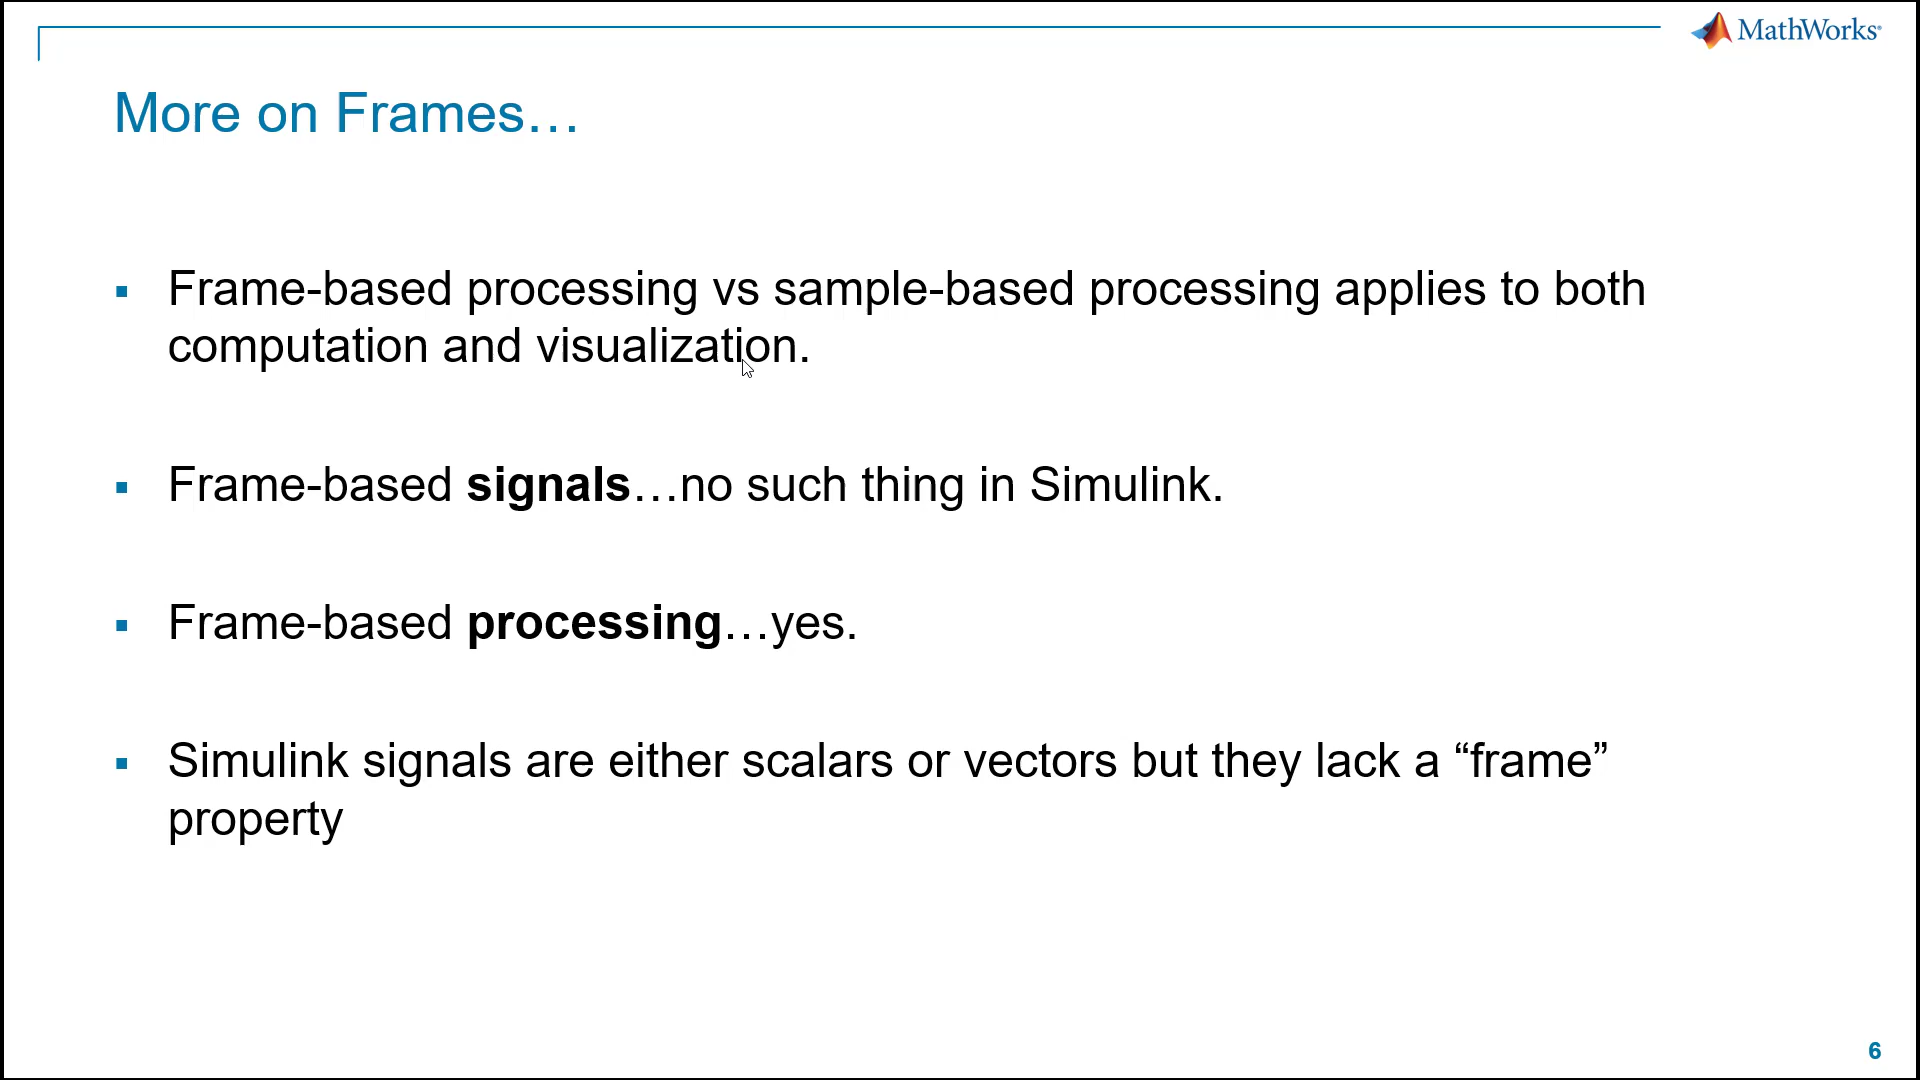 MathWorks®
More on Frames…
▪ Frame-based processing vs sample-based processing applies to both
computation and visualization.
▪ Frame-based signals…no such thing in Simulink.
▪ Frame-based processing…yes.
▪ Simulink signals are either scalars or vectors but they lack a “frame”
property
6